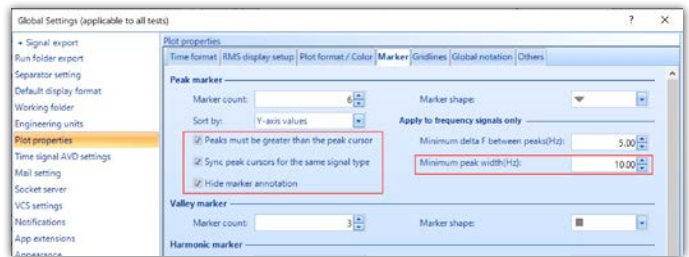 Global Settings (applicable to all tests) ? ×
+ Signal export
Run folder export
Separator setting
Default display format
Working folder
Engineering units
Plot properties
Time signal AVD settings
Mail setting
Socket server
VCS settings
Notifications
App extensions
Appearance
Plot properties
Time format RMS display setup Plot format / Color Marker Gridlines Global notation Others
Peak marker
Marker count: 6 Marker shape:
Sort by: Y-axis values Apply to frequency signals only
Peaks must be greater than the peak cursor Minimum delta F between peaks(Hz): 5.00
Sync peak cursors for the same signal type Minimum peak width(Hz): 10.00
Hide marker annotation
Valley marker
Marker count: 3 Marker shape:
Harmonic marker